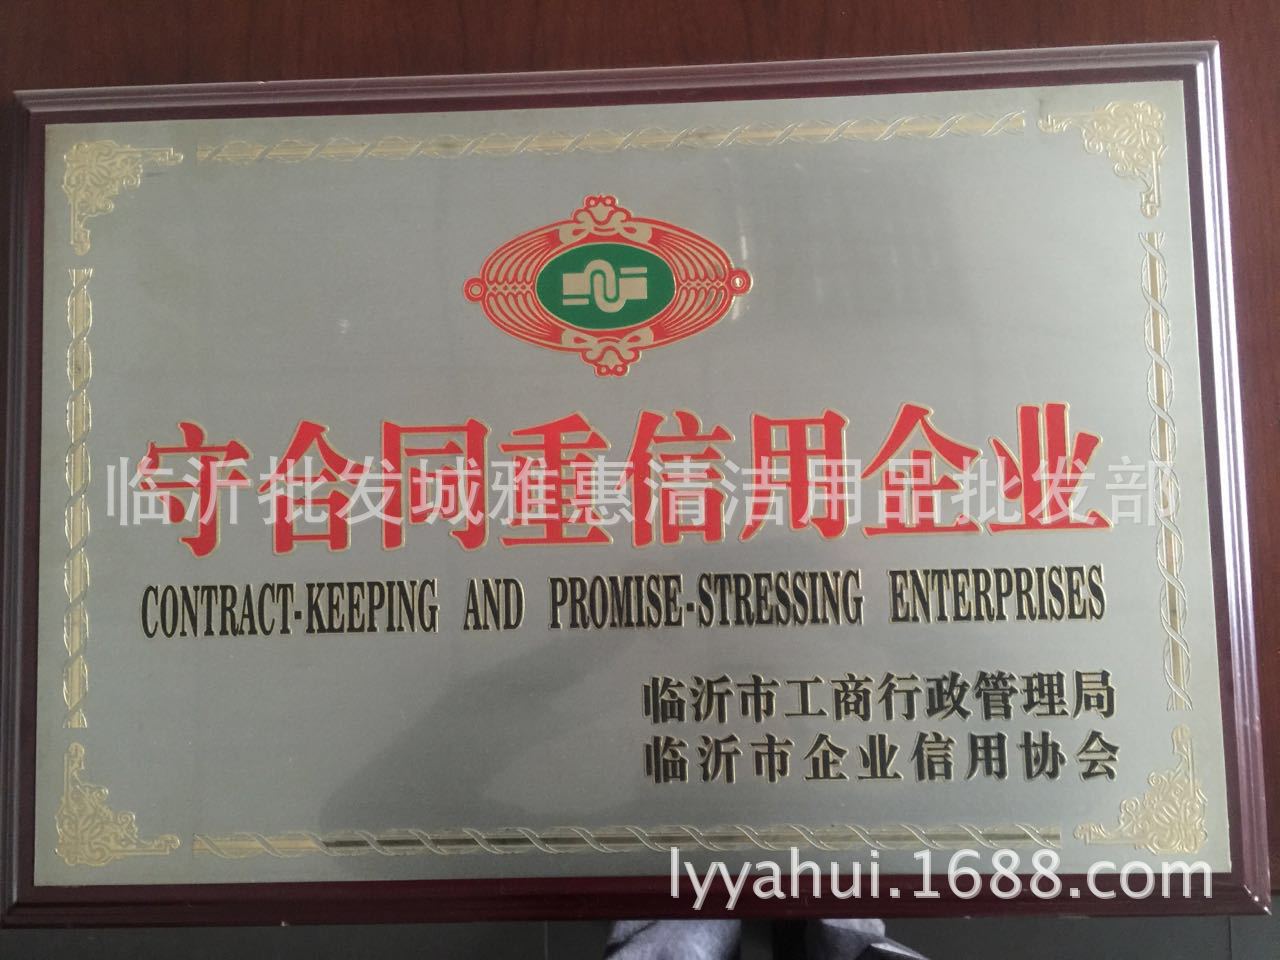 守合同重信用企业
临沂批发城雅惠清洁用品批发部
CONTRACT-KEEPING AND PROMISE-STRESSING ENTERPRISES
临沂市工商行政管理局
临沂市企业信用协会
lyyahui.1688.com